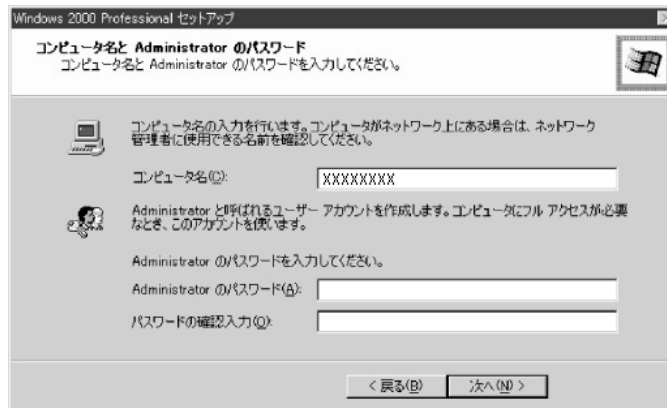 Windows 2000 Professional セットアップ
コンピュータ名と Administrator のパスワード
コンピュータ名と Administrator のパスワードを入力してください。
コンピュータ名の入力を行います。コンピュータがネットワーク上にある場合は、ネットワーク
管理者に使用できる名前を確認してください。
コンピュータ名(C):
XXXXXXXX
Administrator と呼ばれるユーザー アカウントを作成します。コンピュータにフル アクセスが必要
なとき、このアカウントを使います。
Administrator のパスワードを入力してください。
Administrator のパスワード(A):
パスワードの確認入力(O):
< 戻る(B)
次へ(N) >